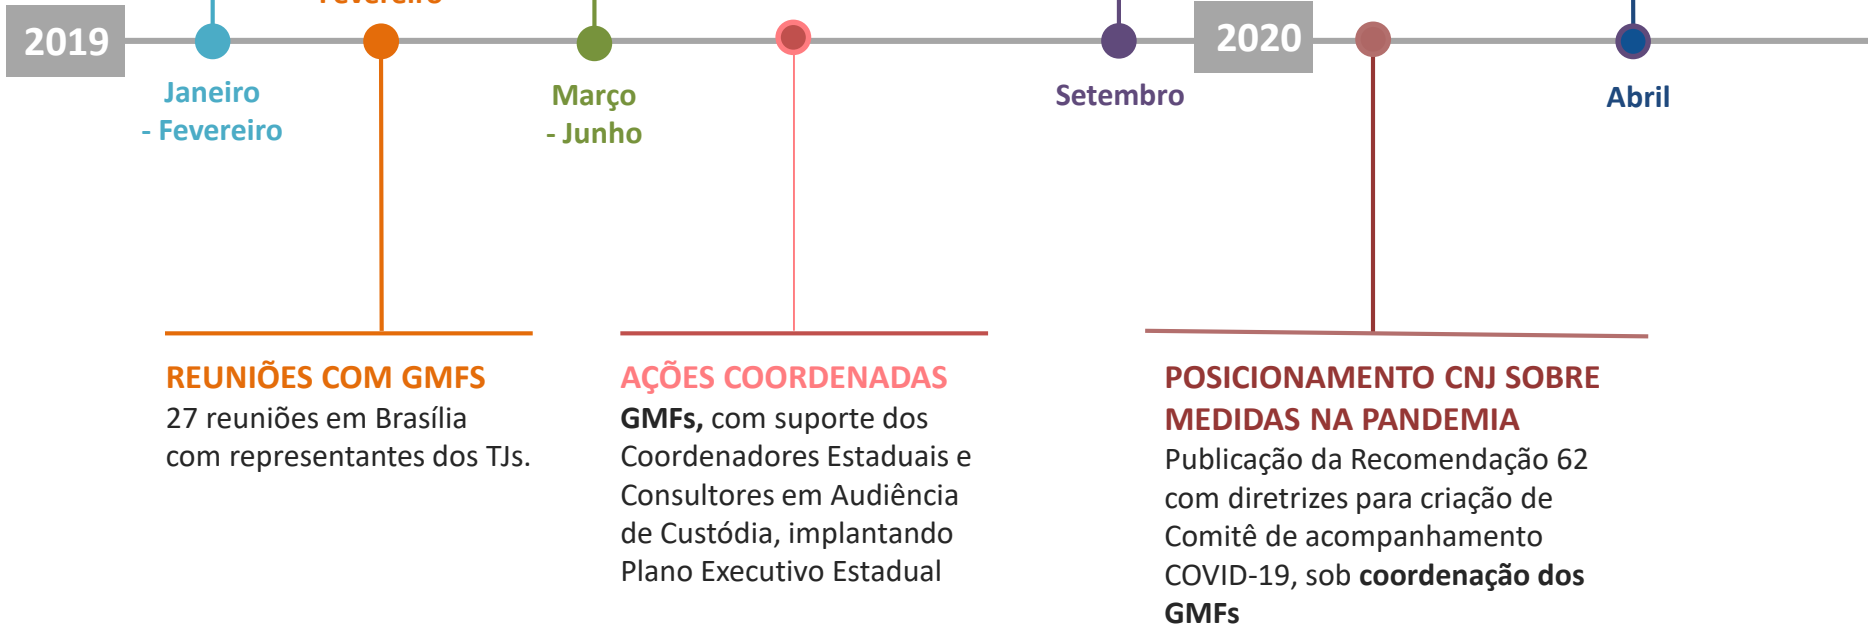 Fevereiro
2019
2020
Janeiro
- Fevereiro
Março
- Junho
Setembro
Abril
REUNIÕES COM GMFS
27 reuniões em Brasília
com representantes dos TJs.
AÇÕES COORDENADAS
GMFs, com suporte dos
Coordenadores Estaduais e
Consultores em Audiência
de Custódia, implantando
Plano Executivo Estadual
POSICIONAMENTO CNJ SOBRE
MEDIDAS NA PANDEMIA
Publicação da Recomendação 62
com diretrizes para criação de
Comitê de acompanhamento
COVID-19, sob coordenação dos
GMFs